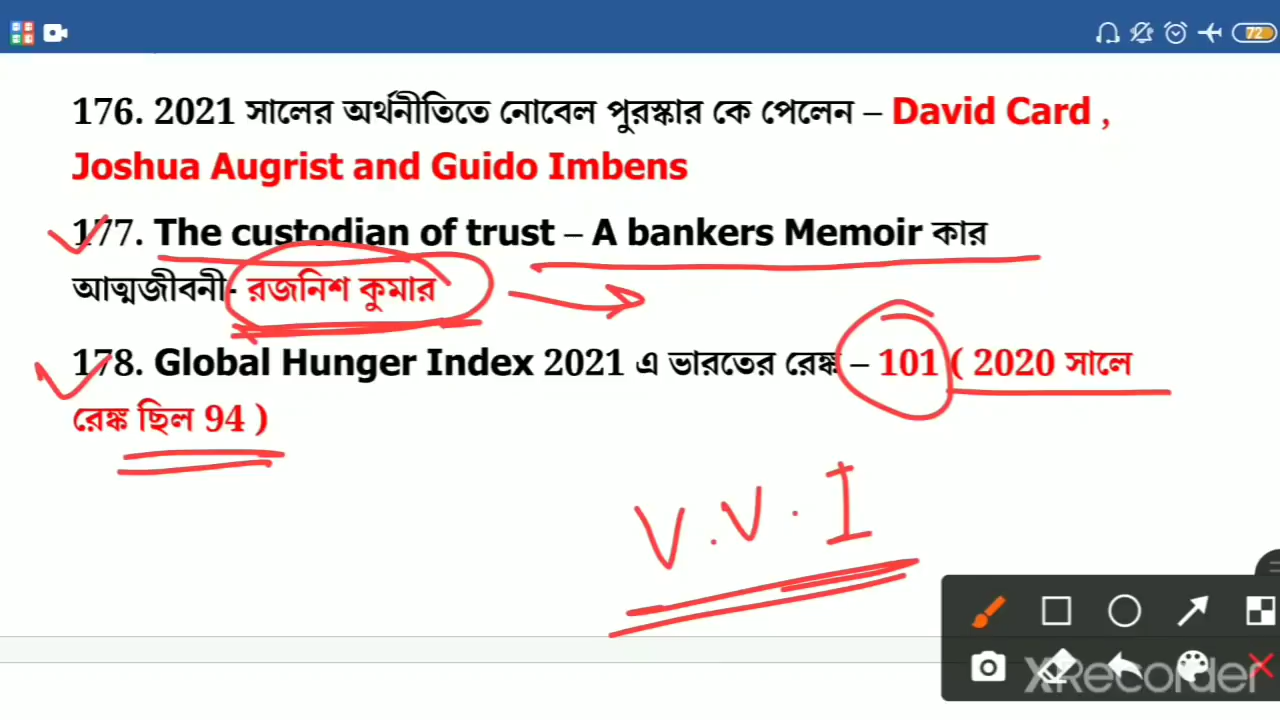 72
176. 2021 সালের অর্থনীতিতে নোবেল পুরস্কার কে পেলেন – David Card ,
Joshua Augrist and Guido Imbens
177. The custodian of trust – A bankers Memoir কার
আত্মজীবনী- রজনিশ কুমার
178. Global Hunger Index 2021 এ ভারতের রেঙ্ক – 101 ( 2020 সালে
রেঙ্ক ছিল 94 )
V.V.I
XRecorder